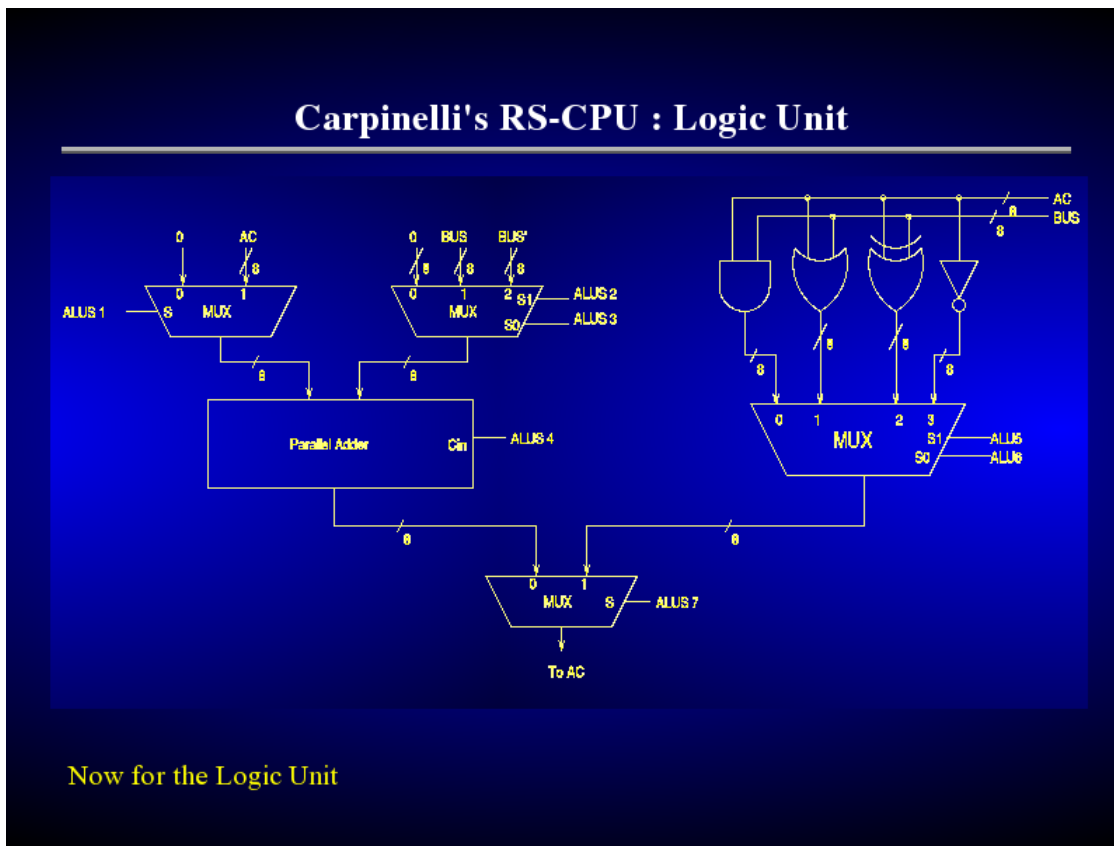 Carpinelli's RS-CPU : Logic Unit
AC
8
BUS
8
0
AC
8
0
8
BUS
8
BUS'
8
0 1
MUX
S
ALUS 1
0 1 2
MUX
S1
S0
ALUS 2
ALUS 3
8
8
8
8
8
8
Parallel Adder
Cin
ALUS 4
0 1 2 3
MUX
S1
S0
ALU5
ALU6
8
8
0 1
MUX
S
ALUS 7
To AC
Now for the Logic Unit